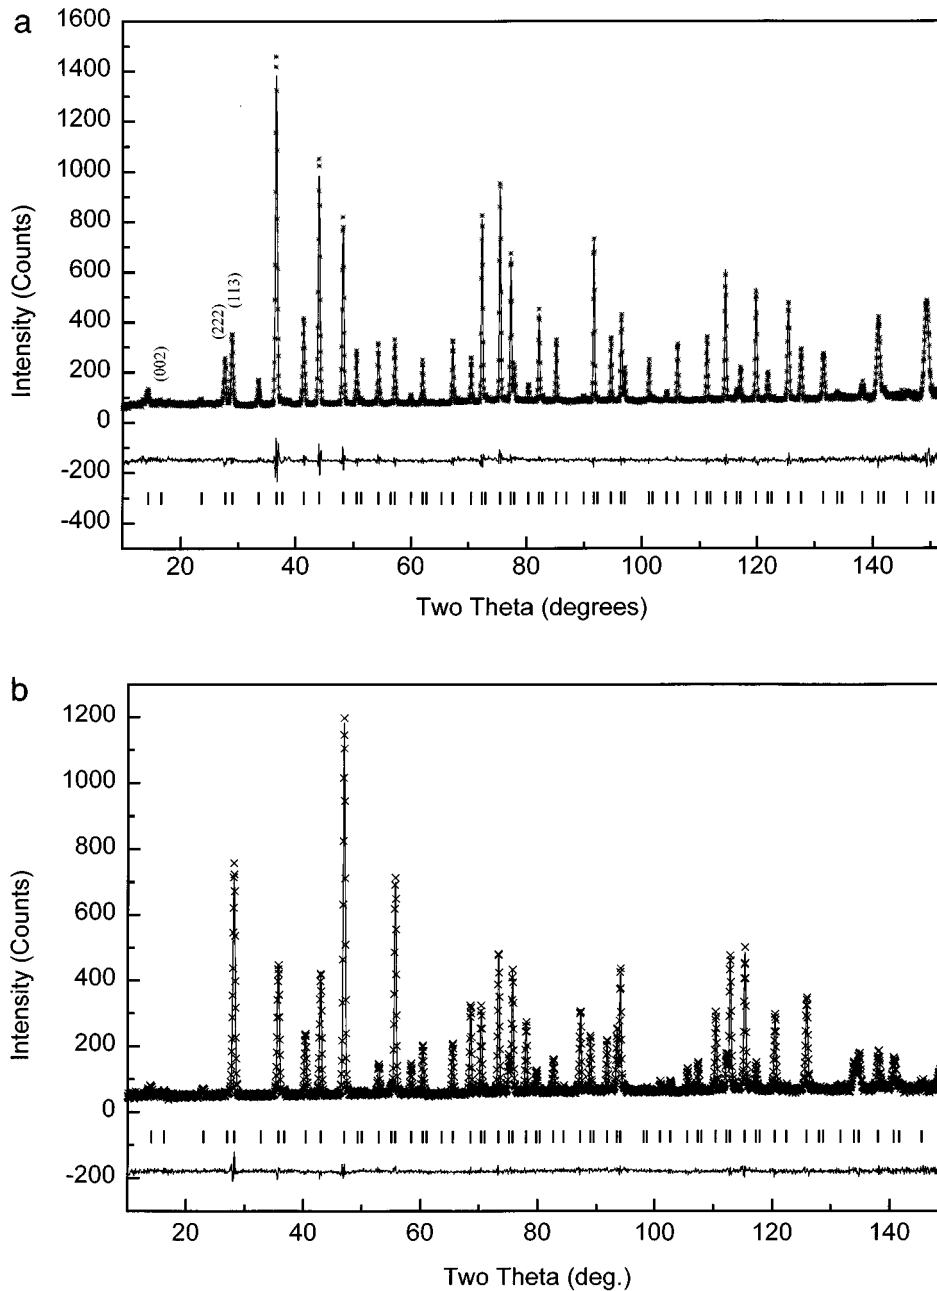 a
1600
1400
1200
1000
800
600
400
200
0
-200
-400
Intensity (Counts)
(002)
(222)
(113)
20 40 60 80 100 120 140
Two Theta (degrees)
b
1200
1000
800
600
400
200
0
-200
Intensity (Counts)
20 40 60 80 100 120 140
Two Theta (deg.)